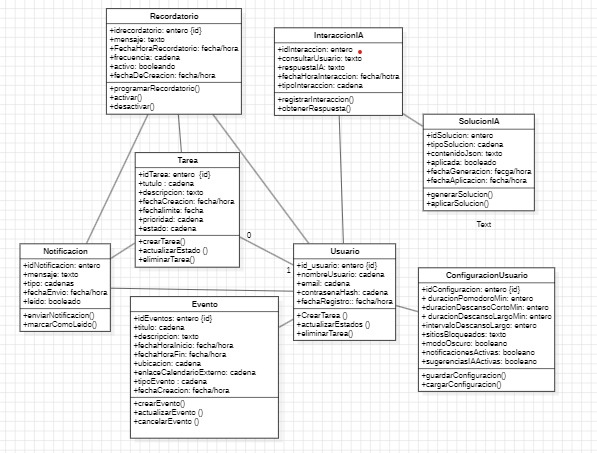 Recordatorio
+idrecordatorio: entero {id}
+mensaje: texto
+FechaHoraRecordatorio: fecha/hora
+frecuencia: cadena
+activo: booleando
+fechaDeCreacion: fecha/hora
+programarRecordatorio()
+activar()
+desactivar()
InteraccionIA
+idInteraccion: entero
+consultarUsuario: texto
+respuestaIA: texto
+fechaHoraInteraccion: fecha/hotra
+tipoInteraccion: cadena
+registrarInteraccion()
+obtenerRespuesta()
SolucionIA
+idSolucion: entero
+tipoSolucion: cadena
+contenidoJson: texto
+aplicada: booleado
+fechaGeneracion: fecga/hora
+fechaAplicacion: fecha/hora
+generarSolucion()
+aplicarSolucion()
Text
Tarea
+idTarea: entero {id}
+tutulo : cadena
+descripcion: texto
+fechaCreacion: fecha/hora
+fechalimite: fecha
+prioridad: cadena
+estado: cadena
+crearTarea()
+actualizarEstado ()
+eliminarTarea()
0
1
Notificacion
+idNotificacion: entero
+mensaje: texto
+tipo: cadenas
+fechaEnvio: fecha/hora
+leido: booleado
+enviarNotificacion()
+marcarComoLeido()
Usuario
+id_usuario: entero {id}
+nombreUsuario: cadena
+email: cadena
+contrasenaHash: cadena
+fechaRegistro:: fecha/hora
+CrearTarea ()
+actualizarEstados ()
+eliminarTarea()
Evento
+idEventos: entero {id}
+titulo: cadena
+descripcion: texto
+fechaHoraInicio: fecha/hora
+fechaHoraFin: fecha/hora
+ubicacion: cadena
+enlaceCalendarioExterno: cadena
+tipoEvento : cadena
+fechaCreacion: fecha/hora
+crearEvento()
+actualizarEvento ()
+cancelarEvento ()
ConfiguracionUsuario
+idConfiguracion: entero {id}
+ duracionPomodoroMin: entero
+duracionDescansoCortoMin: entero
+ duracionDescansoLargoMin: entero
+intervaloDescansoLargo: entero
+sitiosBloqueados: texto
+modoOscuro: booleano
+notificacionesActivas: booleano
+sugerenciasIAActivas: booleano
+guardarConfiguracion()
+cargarConfiguracion()